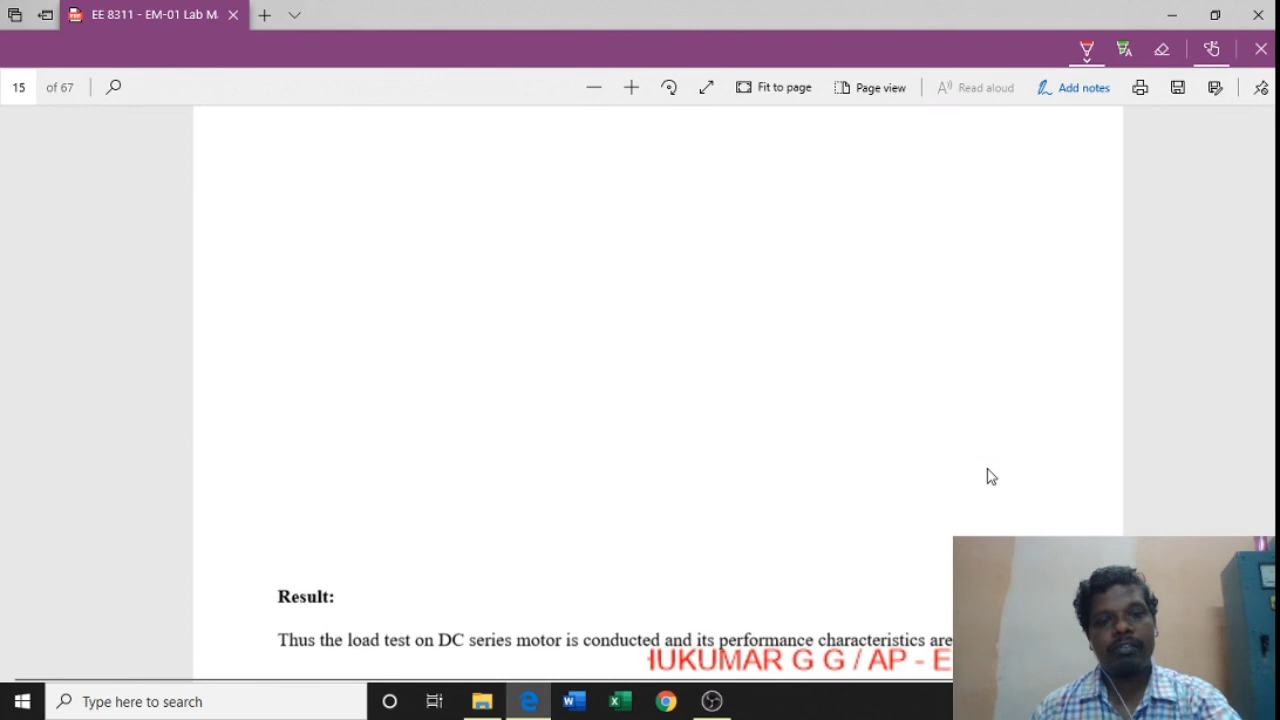 EE 8311 - EM-01 Lab M
15 of 67
Fit to page
Page view
Read aloud
Add notes
Result:
Thus the load test on DC series motor is conducted and its performance characteristics are
UKUMAR G G / AP - E
Type here to search